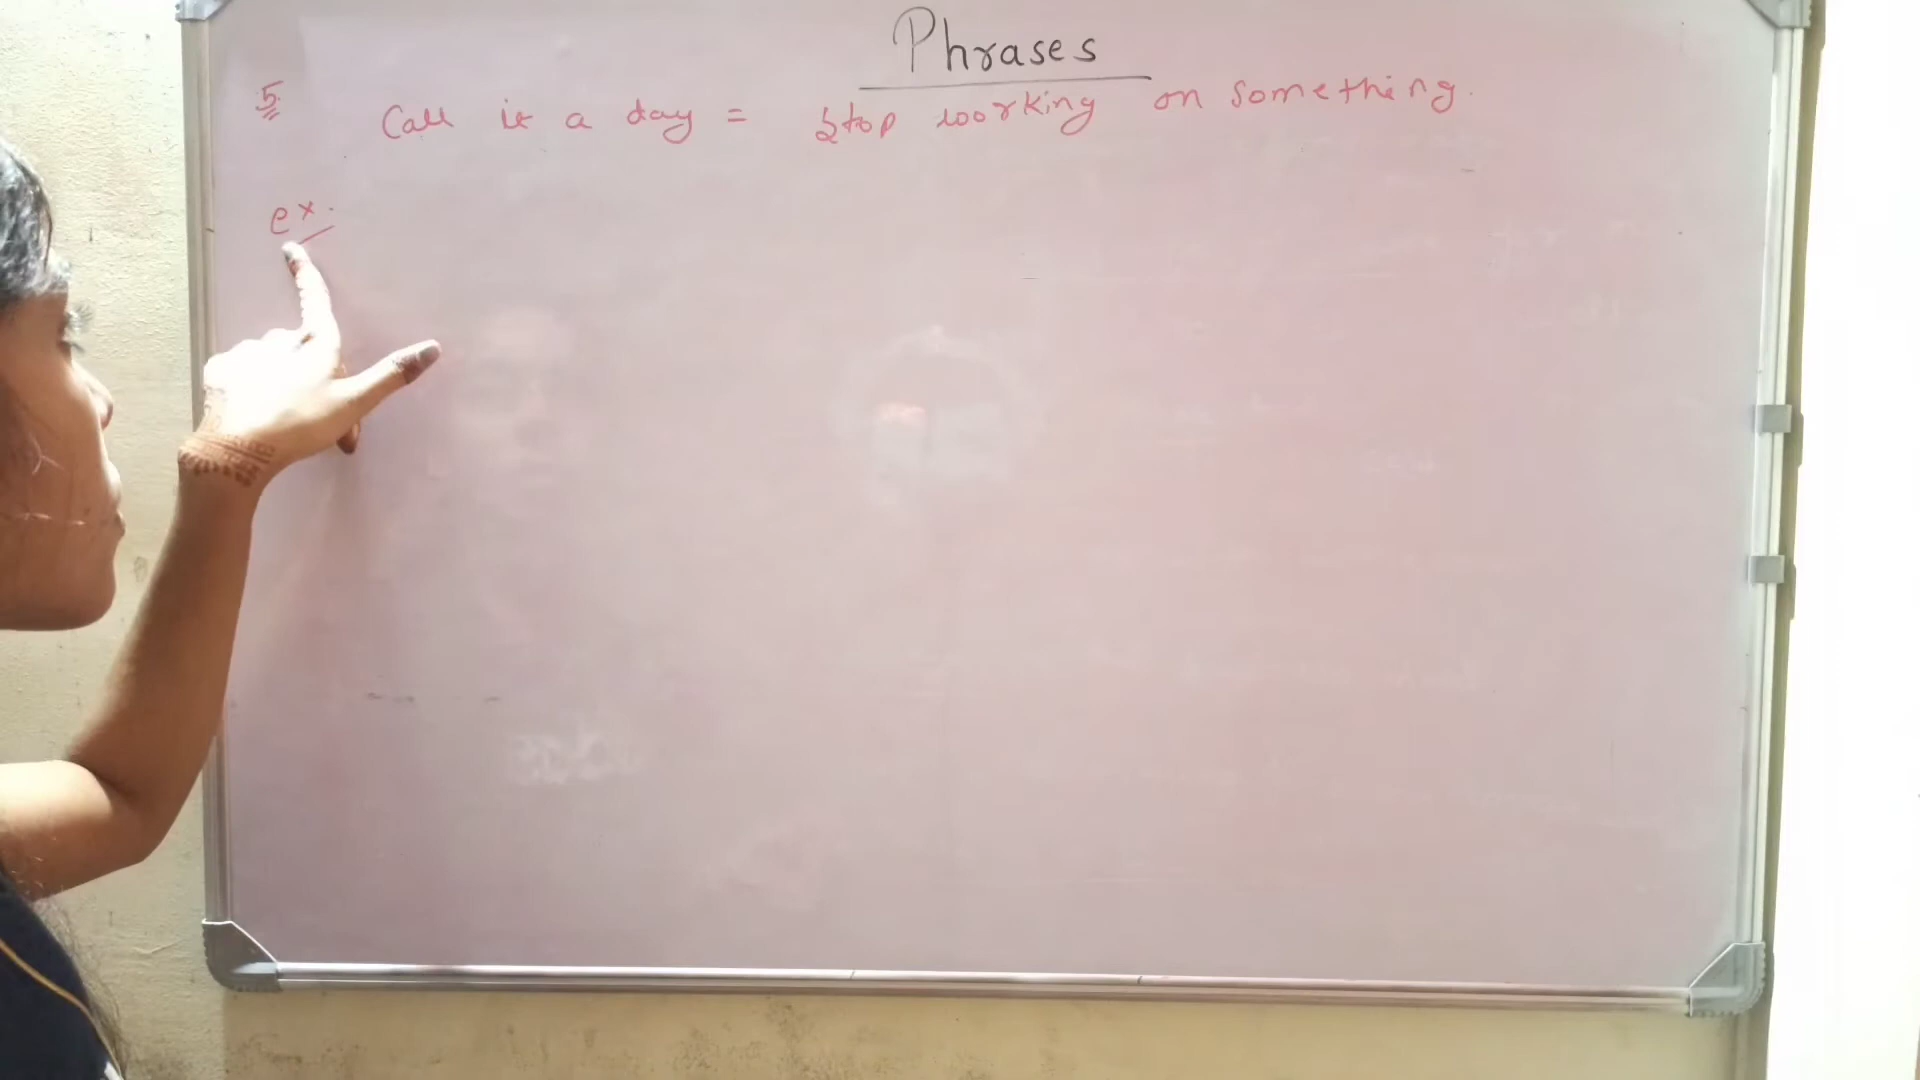 Phrases
5. Call it a day = Stop working on something.
ex.